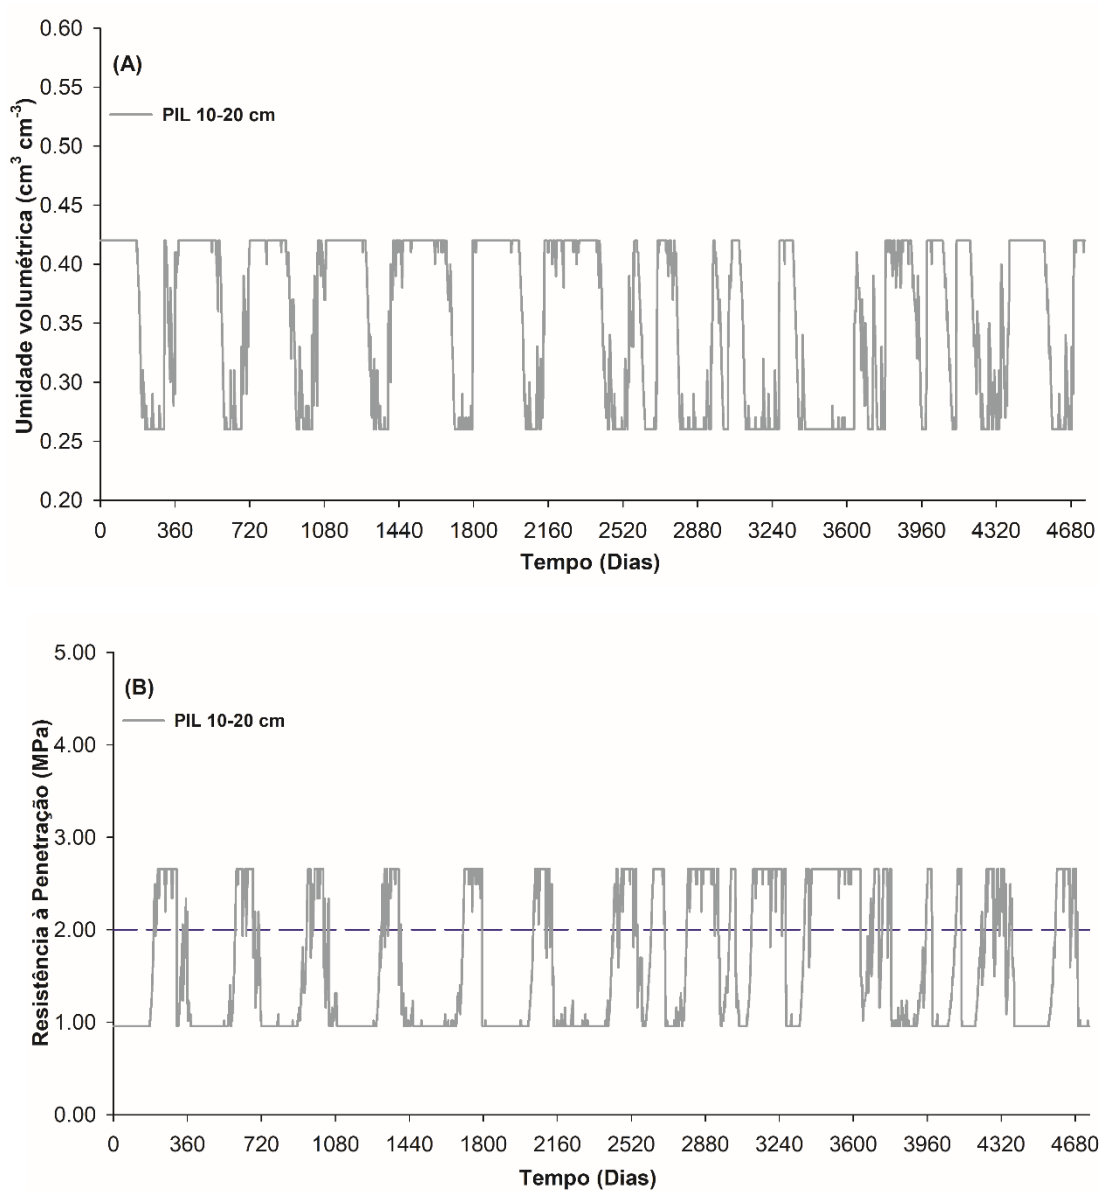 0.60
(A)
0.55
PIL 10-20 cm
0.50
0.45
0.40
0.35
0.30
0.25
0.20
Umidade volumétrica (cm³ cm⁻³)
0 360 720 1080 1440 1800 2160 2520 2880 3240 3600 3960 4320 4680
Tempo (Dias)
5.00
(B)
PIL 10-20 cm
4.00
3.00
2.00
1.00
0.00
Resistência à Penetração (MPa)
0 360 720 1080 1440 1800 2160 2520 2880 3240 3600 3960 4320 4680
Tempo (Dias)